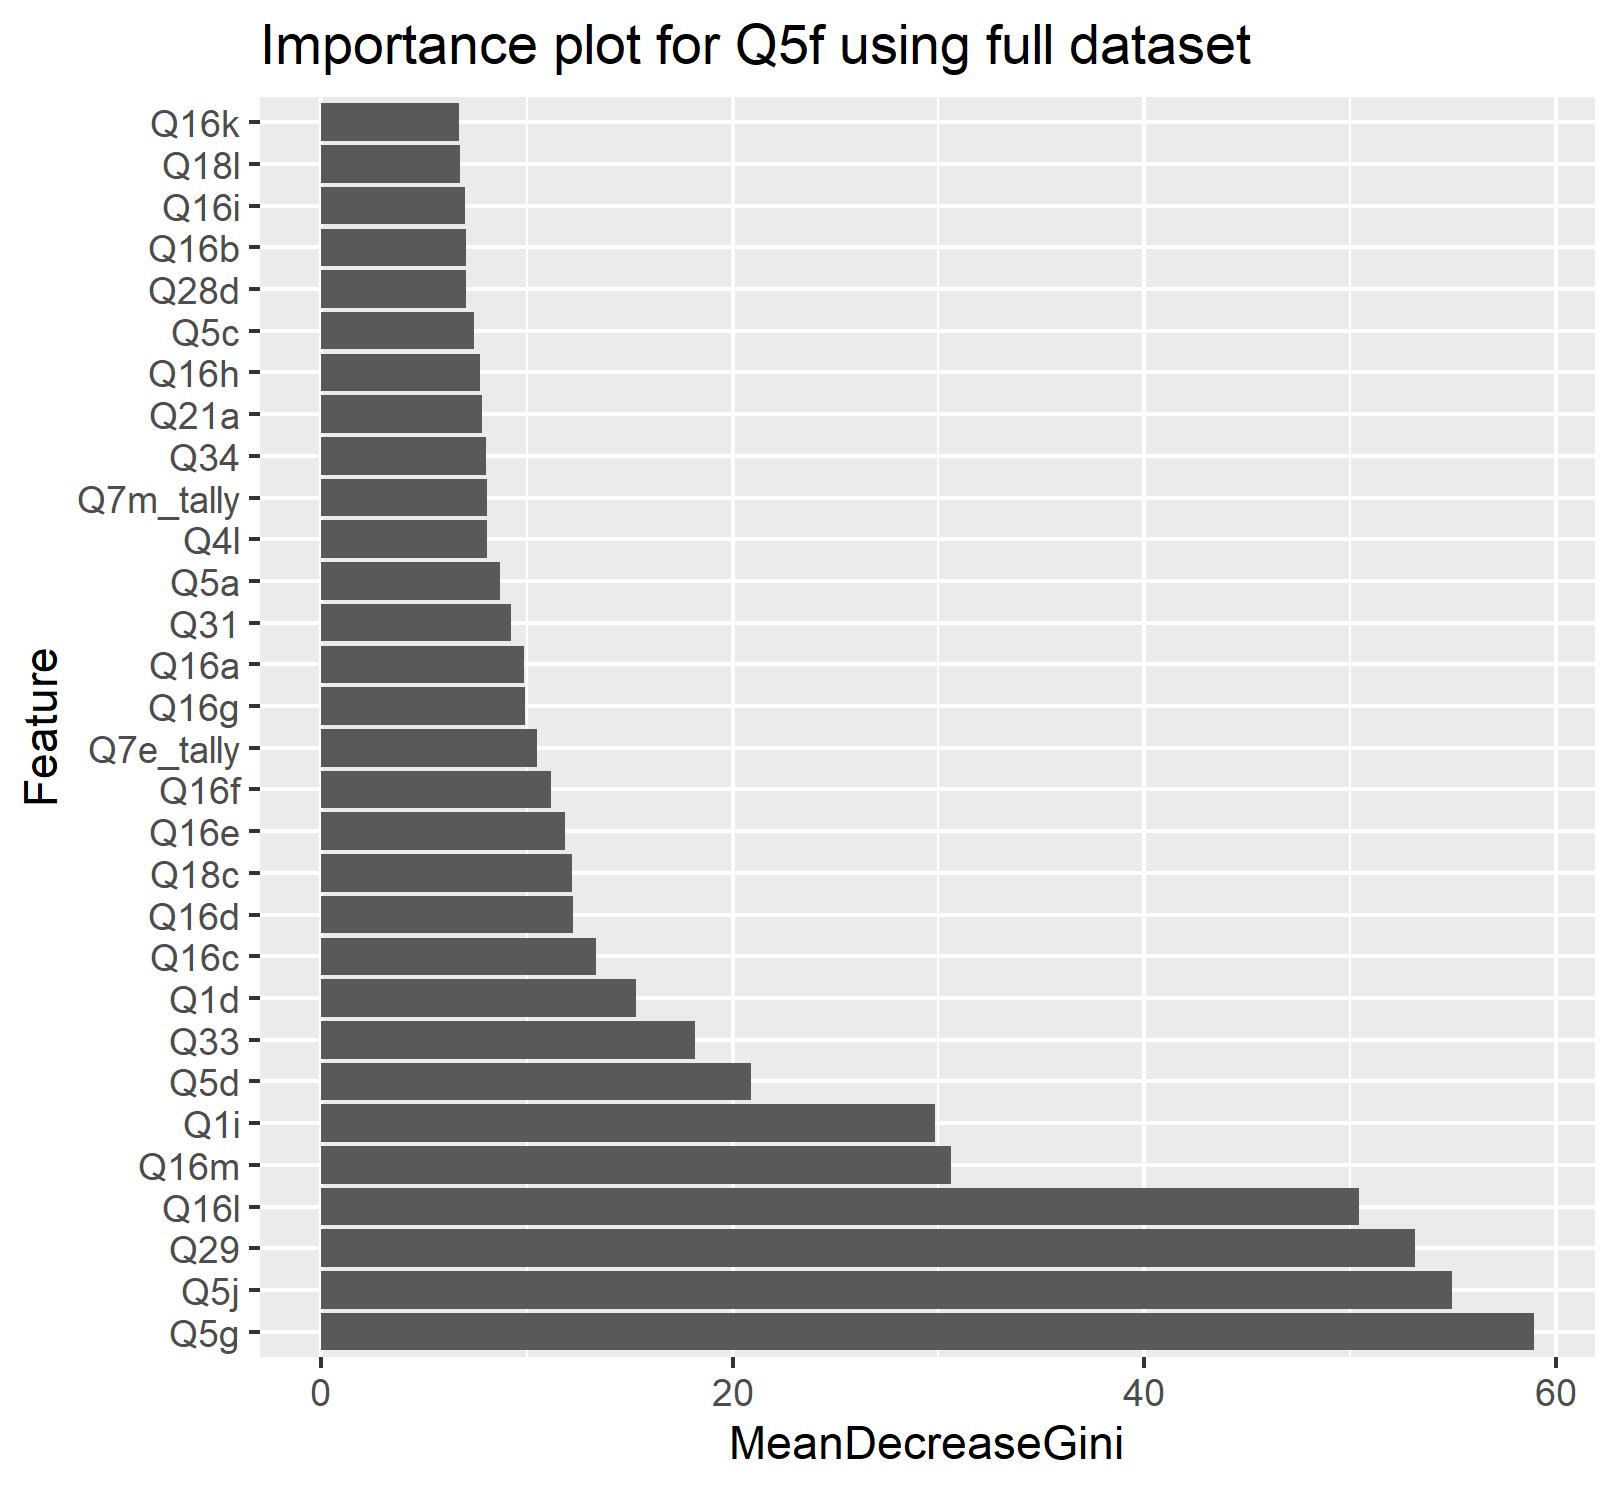 Importance plot for Q5f using full dataset
Q16k
Q18l
Q16i
Q16b
Q28d
Q5c
Q16h
Q21a
Q34
Q7m_tally
Q4l
Q5a
Q31
Q16a
Q16g
Q7e_tally
Q16f
Q16e
Q18c
Q16d
Q16c
Q1d
Q33
Q5d
Q1i
Q16m
Q16l
Q29
Q5j
Q5g
Feature
0 20 40 60
MeanDecreaseGini